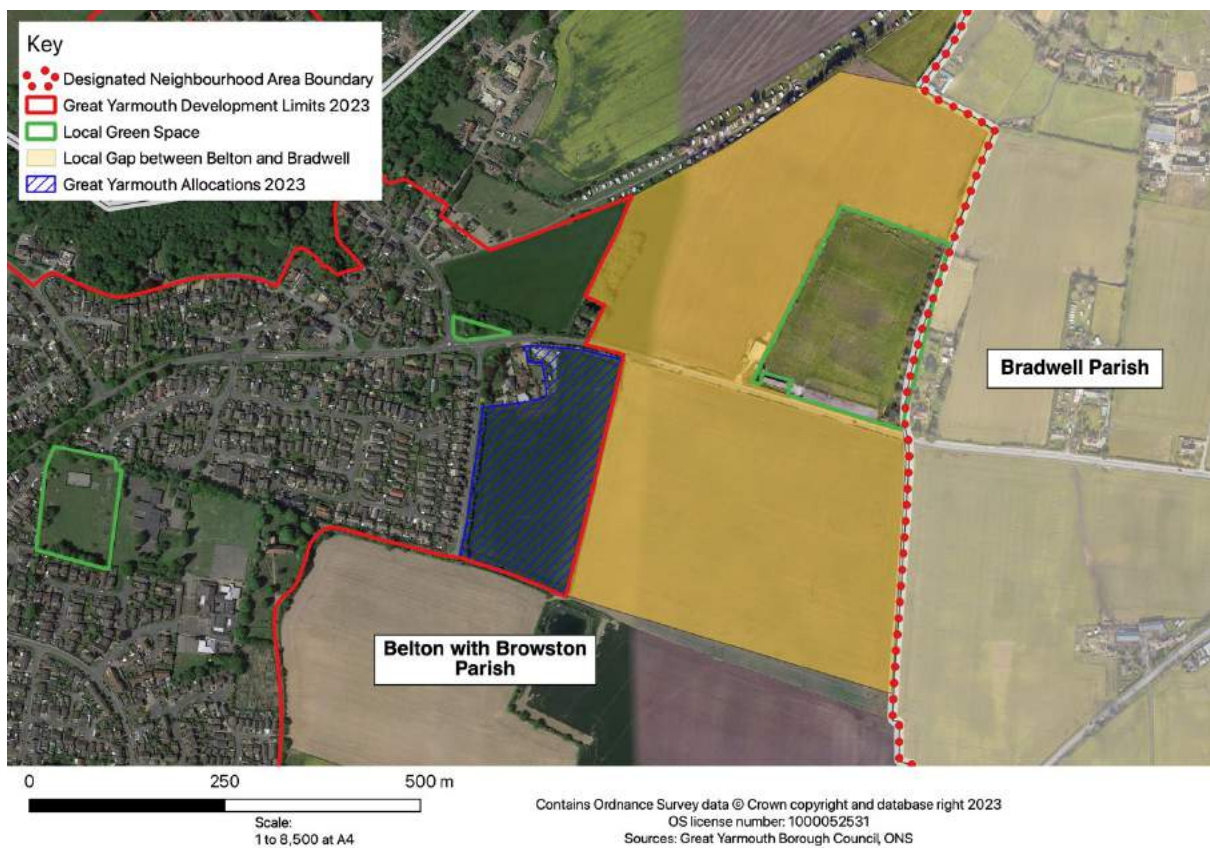 Key
Designated Neighbourhood Area Boundary
Great Yarmouth Development Limits 2023
Local Green Space
Local Gap between Belton and Bradwell
Great Yarmouth Allocations 2023
Bradwell Parish
Belton with Browston
Parish
0 250 500 m
Scale:
1 to 8,500 at A4
Contains Ordnance Survey data © Crown copyright and database right 2023
OS license number: 1000052531
Sources: Great Yarmouth Borough Council, ONS